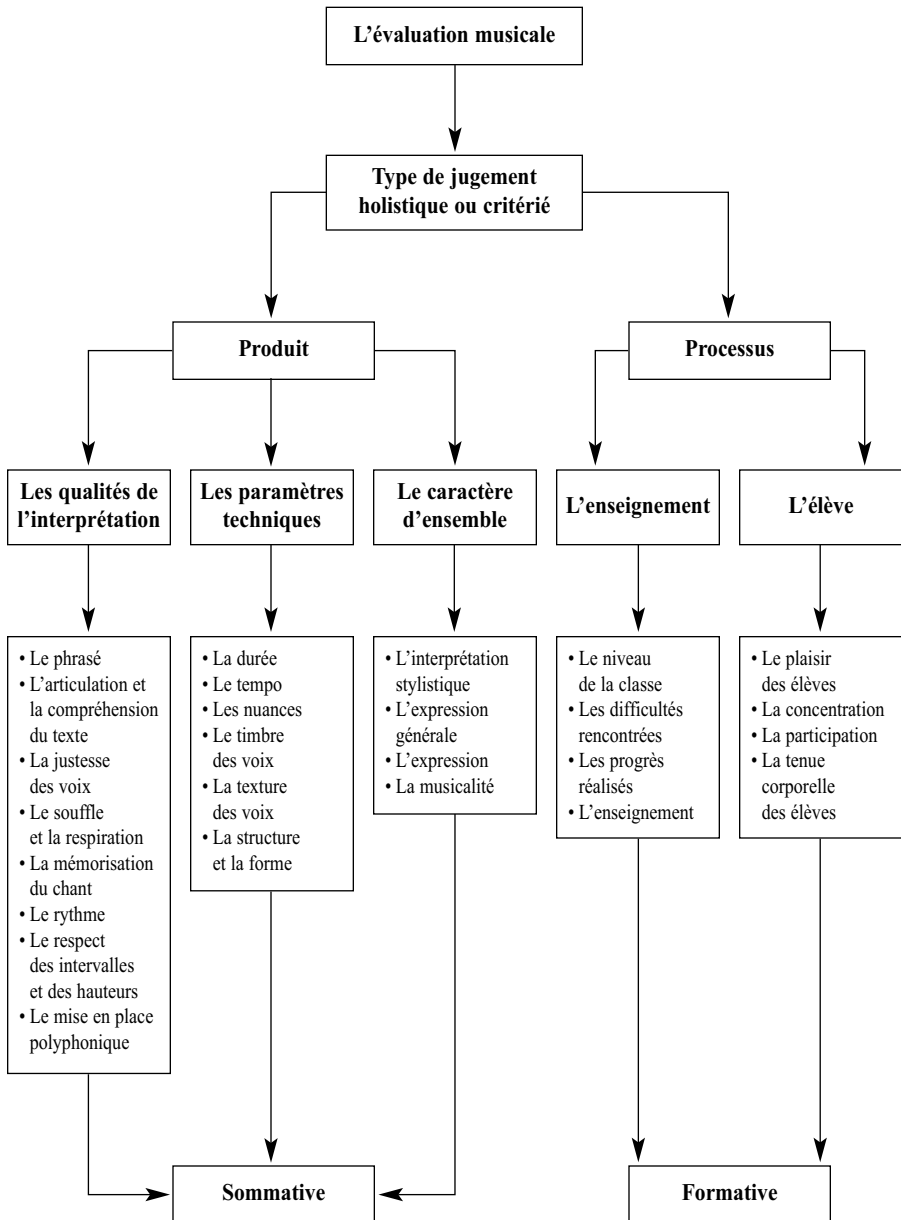 L’évaluation musicale
Type de jugement
holistique ou critérié
Produit
Processus
Les qualités de
l’interprétation
Les paramètres
techniques
Le caractère
d’ensemble
L’enseignement
L’élève
• Le phrasé
• L’articulation et
la compréhension
du texte
• La justesse
des voix
• Le souffle
et la respiration
• La mémorisation
du chant
• Le rythme
• Le respect
des intervalles
et des hauteurs
• Le mise en place
polyphonique
• La durée
• Le tempo
• Les nuances
• Le timbre
des voix
• La texture
des voix
• La structure
et la forme
• L’interprétation
stylistique
• L’expression
générale
• L’expression
• La musicalité
• Le niveau
de la classe
• Les difficultés
rencontrées
• Les progrès
réalisés
• L’enseignement
• Le plaisir
des élèves
• La concentration
• La participation
• La tenue
corporelle
des élèves
Sommative
Formative